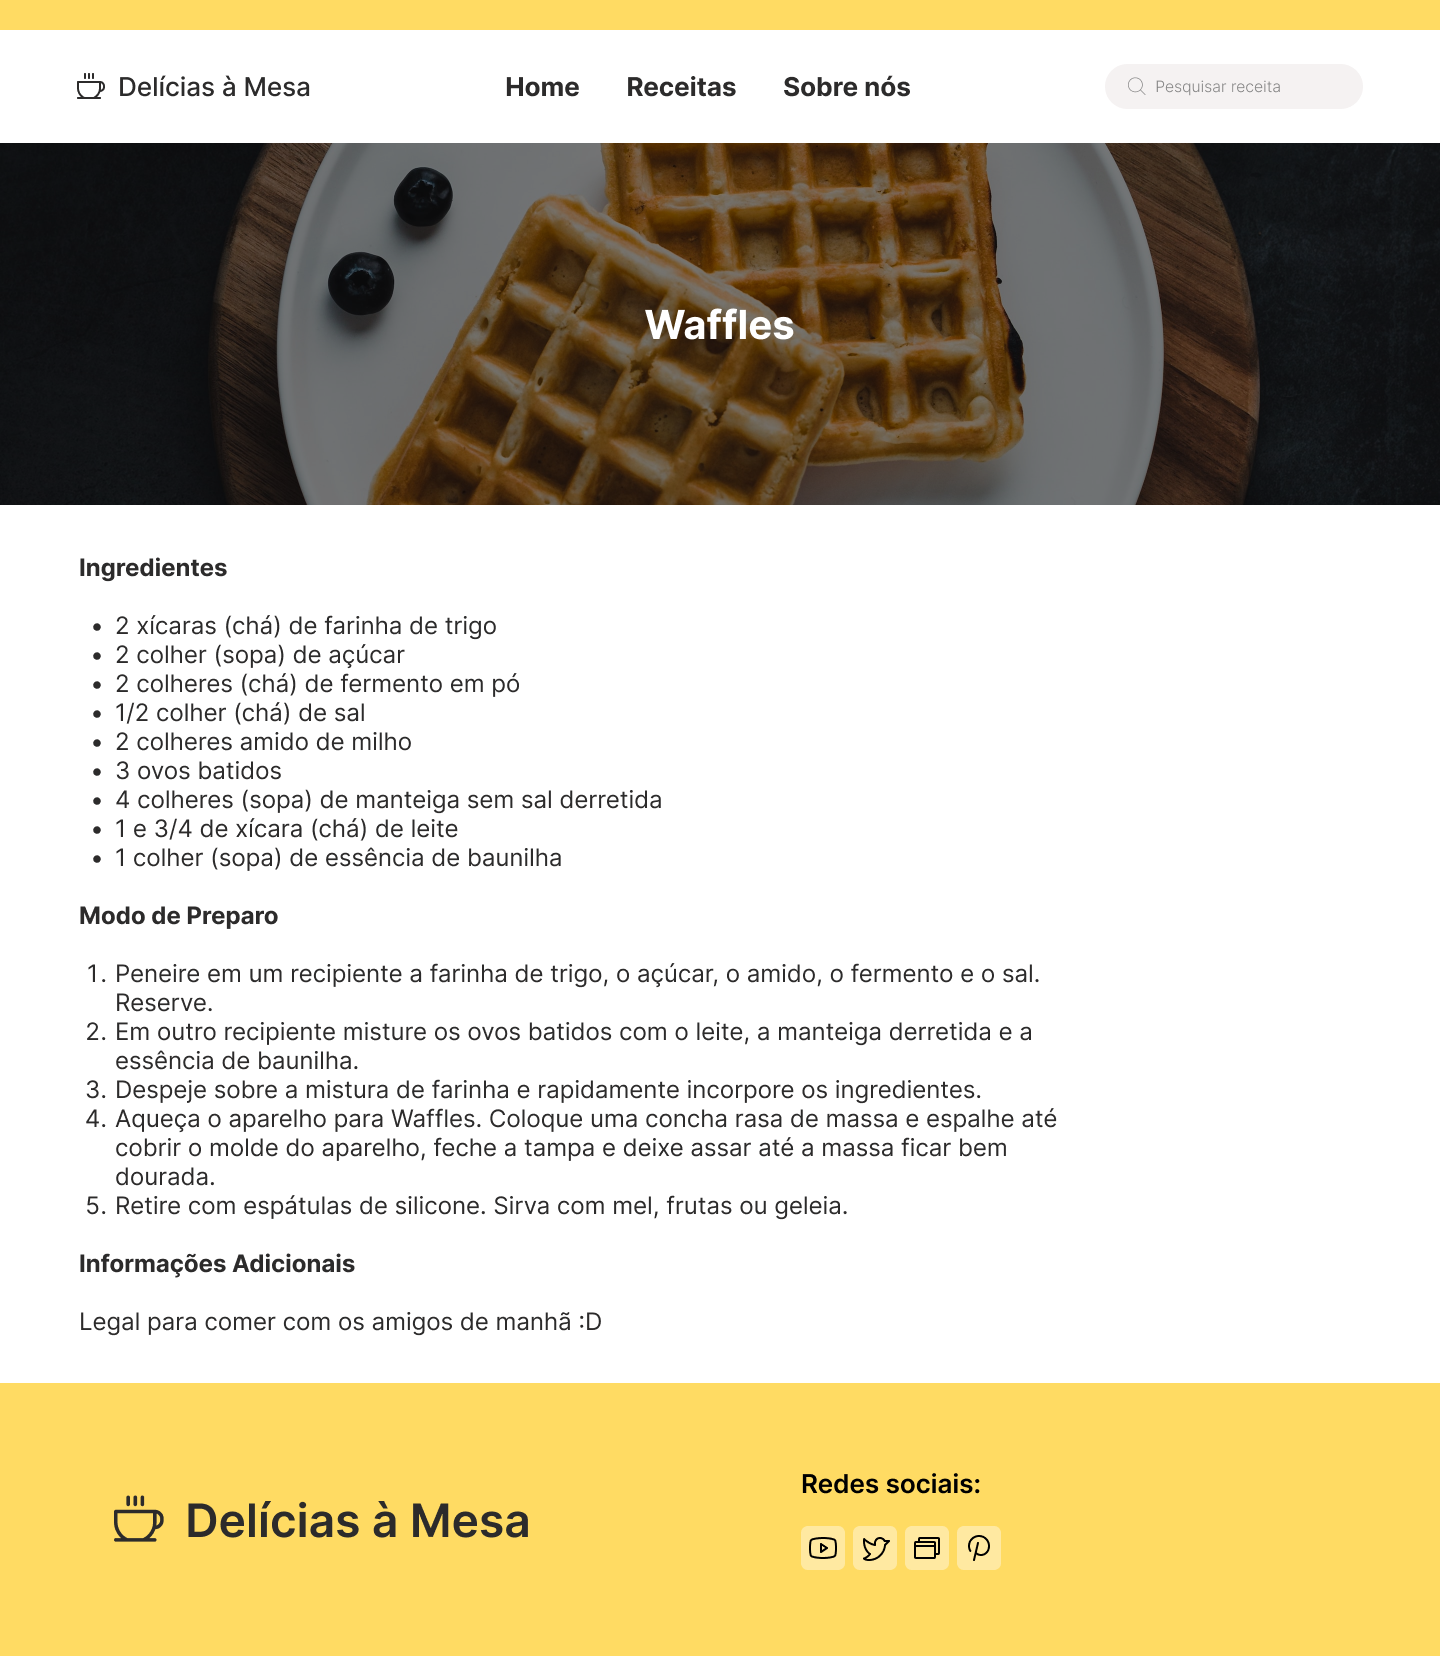 Delícias à Mesa
Home Receitas Sobre nós
Pesquisar receita
Waffles
Ingredientes
• 2 xícaras (chá) de farinha de trigo
• 2 colher (sopa) de açúcar
• 2 colheres (chá) de fermento em pó
• 1/2 colher (chá) de sal
• 2 colheres amido de milho
• 3 ovos batidos
• 4 colheres (sopa) de manteiga sem sal derretida
• 1 e 3/4 de xícara (chá) de leite
• 1 colher (sopa) de essência de baunilha
Modo de Preparo
1. Peneire em um recipiente a farinha de trigo, o açúcar, o amido, o fermento e o sal.
Reserve.
2. Em outro recipiente misture os ovos batidos com o leite, a manteiga derretida e a
essência de baunilha.
3. Despeje sobre a mistura de farinha e rapidamente incorpore os ingredientes.
4. Aqueça o aparelho para Waffles. Coloque uma concha rasa de massa e espalhe até
cobrir o molde do aparelho, feche a tampa e deixe assar até a massa ficar bem
dourada.
5. Retire com espátulas de silicone. Sirva com mel, frutas ou geleia.
Informações Adicionais
Legal para comer com os amigos de manhã :D
Delícias à Mesa
Redes sociais: